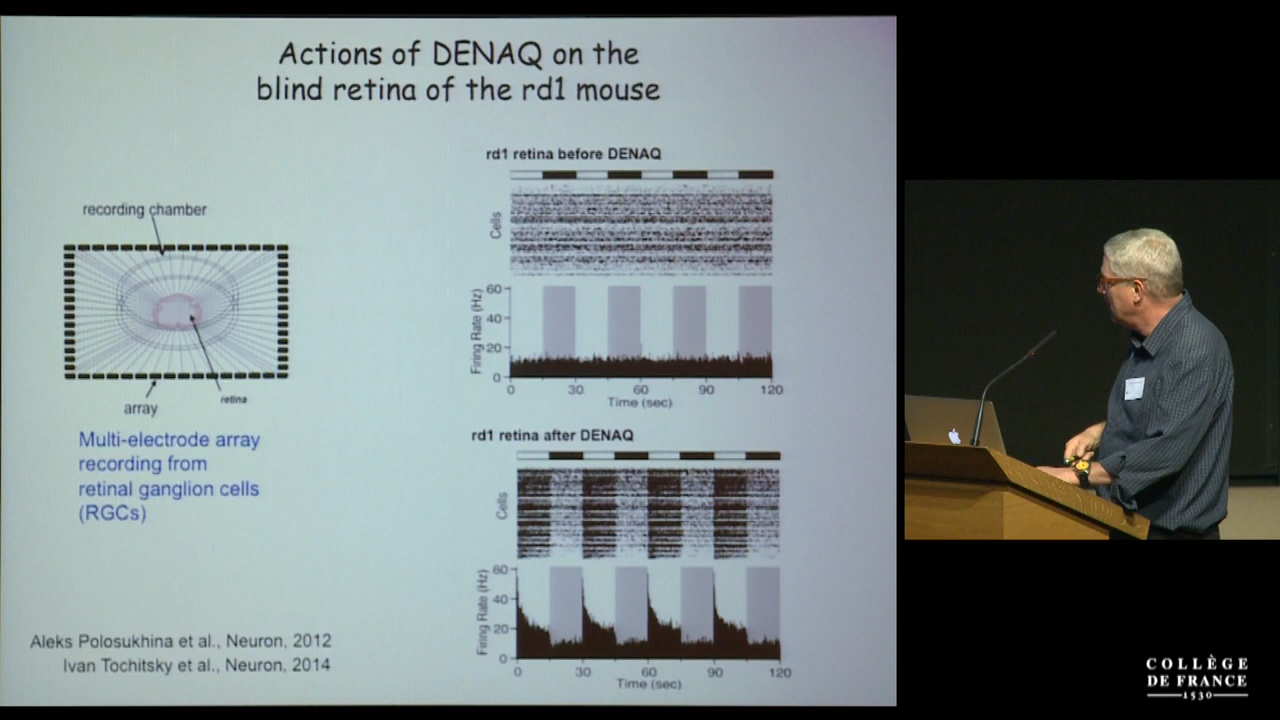 Actions of DENAQ on the
blind retina of the rd1 mouse
recording chamber
array
retina
Multi-electrode array
recording from
retinal ganglion cells
(RGCs)
Aleks Polosukhina et al., Neuron, 2012
Ivan Tochitsky et al., Neuron, 2014
rd1 retina before DENAQ
Cells
Firing Rate (Hz)
60
40
20
0
0 30 60 90 120
Time (sec)
rd1 retina after DENAQ
Cells
Firing Rate (Hz)
60
40
20
0
0 30 60 90 120
Time (sec)
COLLÈGE
DE FRANCE
1530